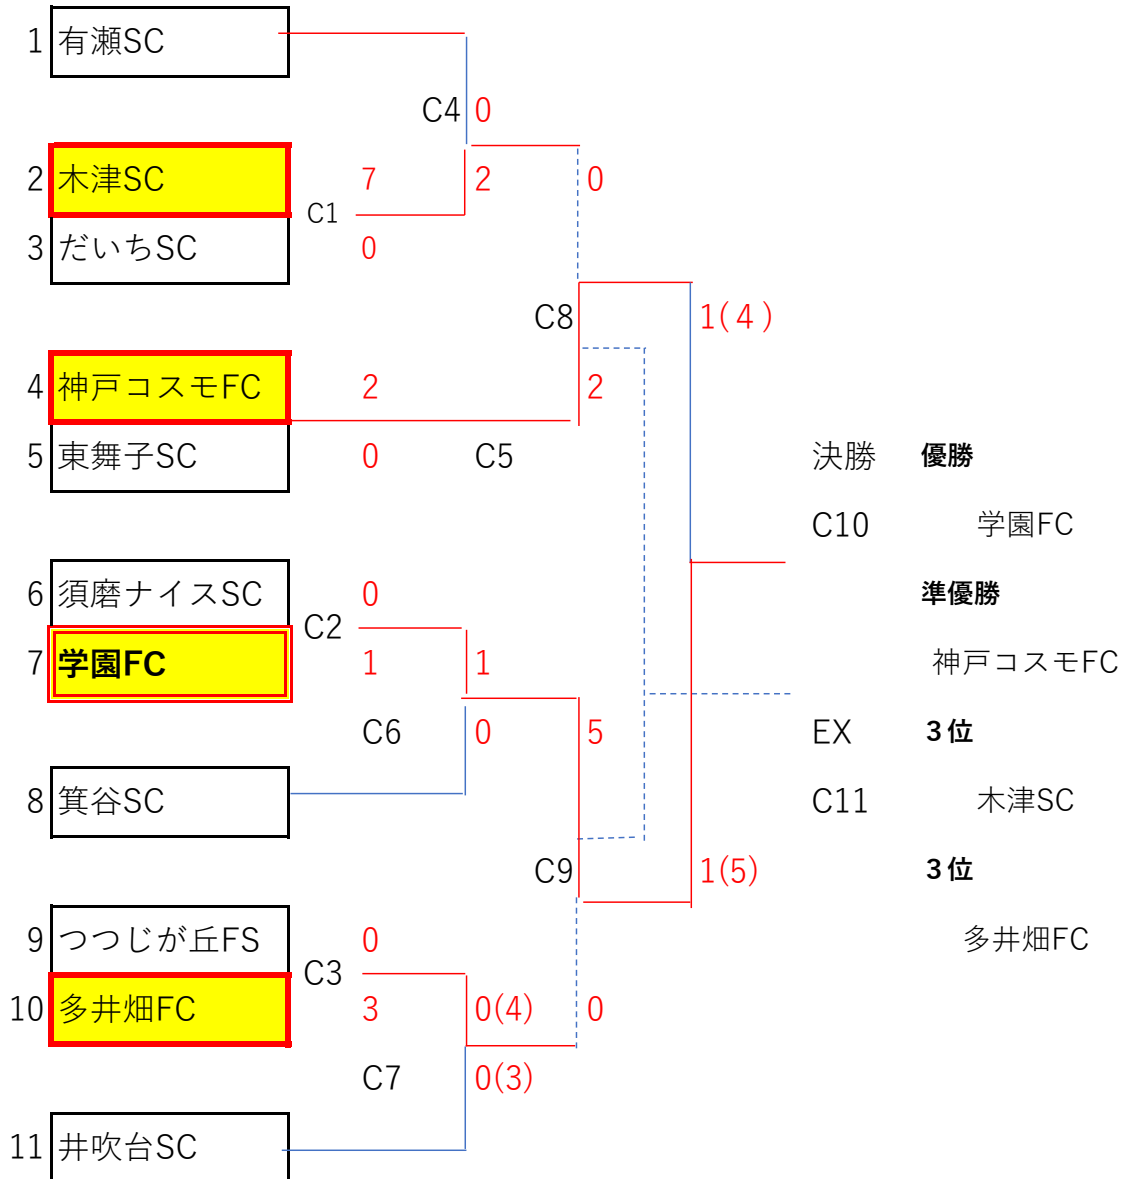 1 有瀬SC
C4 0
2 木津SC 7 2 0
C1
3 だいちSC 0
C8 1(４)
4 神戸コスモFC 2 2
5 東舞子SC 0 C5 決勝 優勝
C10 学園FC
6 須磨ナイスSC 0 準優勝
C2
7 学園FC 1 1 神戸コスモFC
C6 0 5 EX ３位
8 箕谷SC C11 木津SC
C9 1(5) ３位
9 つつじが丘FS 0 多井畑FC
C3
10 多井畑FC 3 0(4) 0
C7 0(3)
11 井吹台SC